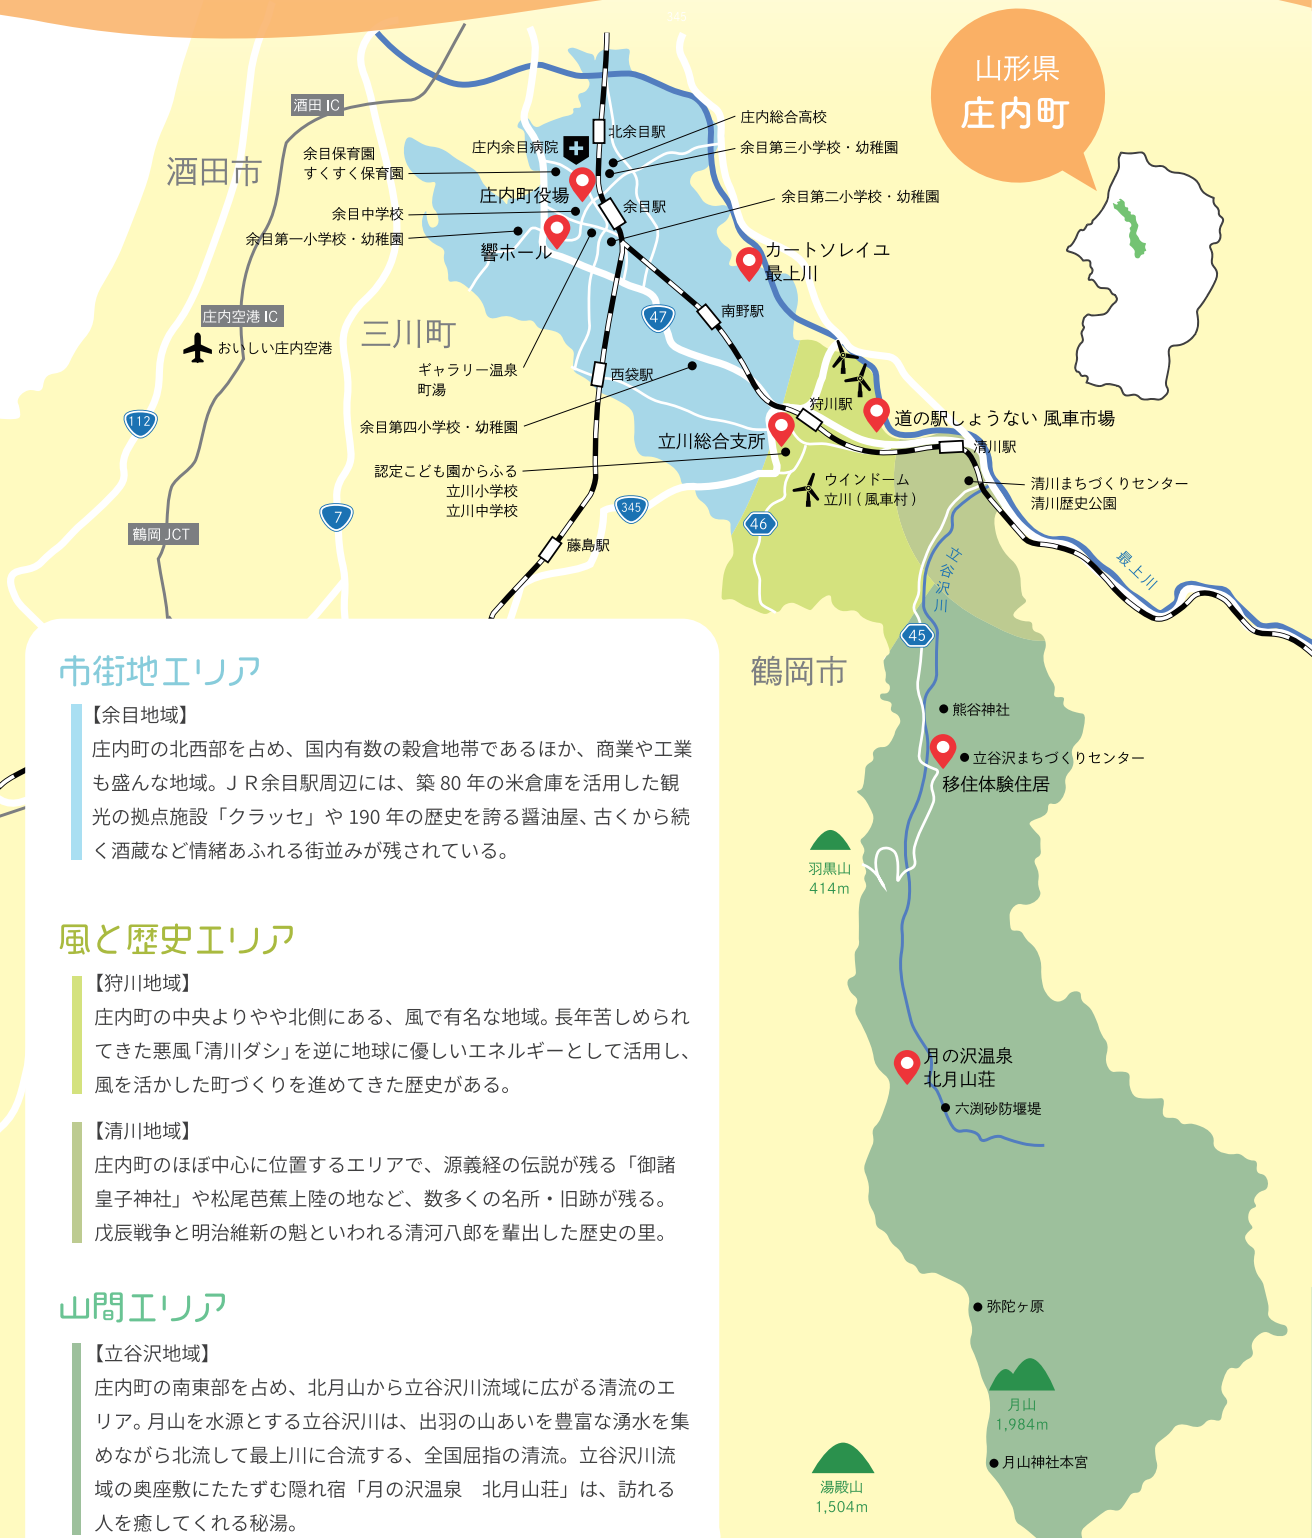 山形県
庄内町
酒田 IC
庄内総合高校
北余目駅
庄内余目病院
余目第三小学校・幼稚園
余目保育園
すくすく保育園
酒田市
庄内町役場
余目第二小学校・幼稚園
余目中学校
余目駅
余目第一小学校・幼稚園
響ホール
カートソレイユ
最上川
庄内空港 IC
南野駅
47
三川町
おいしい庄内空港
ギャラリー温泉
町湯
西袋駅
狩川駅
112
余目第四小学校・幼稚園
道の駅しょうない 風車市場
立川総合支所
清川駅
認定こども園からふる
立川小学校
立川中学校
ウインドーム
立川 ( 風車村 )
清川まちづくりセンター
清川歴史公園
7
345
46
鶴岡 JCT
藤島駅
立谷沢川
最上川
45
鶴岡市
熊谷神社
立谷沢まちづくりセンター
移住体験住居
羽黒山
414m
月の沢温泉
北月山荘
六渕砂防堰堤
弥陀ヶ原
月山
1,984m
月山神社本宮
湯殿山
1,504m
市街地エリア
【余目地域】
庄内町の北西部を占め、国内有数の穀倉地帯であるほか、商業や工業
も盛んな地域。ＪＲ余目駅周辺には、築 80 年の米倉庫を活用した観
光の拠点施設「クラッセ」や 190 年の歴史を誇る醤油屋、古くから続
く酒蔵など情緒あふれる街並みが残されている。
風と歴史エリア
【狩川地域】
庄内町の中央よりやや北側にある、風で有名な地域。長年苦しめられ
てきた悪風「清川ダシ」を逆に地球に優しいエネルギーとして活用し、
風を活かした町づくりを進めてきた歴史がある。
【清川地域】
庄内町のほぼ中心に位置するエリアで、源義経の伝説が残る「御諸
皇子神社」や松尾芭蕉上陸の地など、数多くの名所・旧跡が残る。
戊辰戦争と明治維新の魁といわれる清河八郎を輩出した歴史の里。
山間エリア
【立谷沢地域】
庄内町の南東部を占め、北月山から立谷沢川流域に広がる清流のエ
リア。月山を水源とする立谷沢川は、出羽の山あいを豊富な湧水を集
めながら北流して最上川に合流する、全国屈指の清流。立谷沢川流
域の奥座敷にたたずむ隠れ宿「月の沢温泉　北月山荘」は、訪れる
人を癒してくれる秘湯。